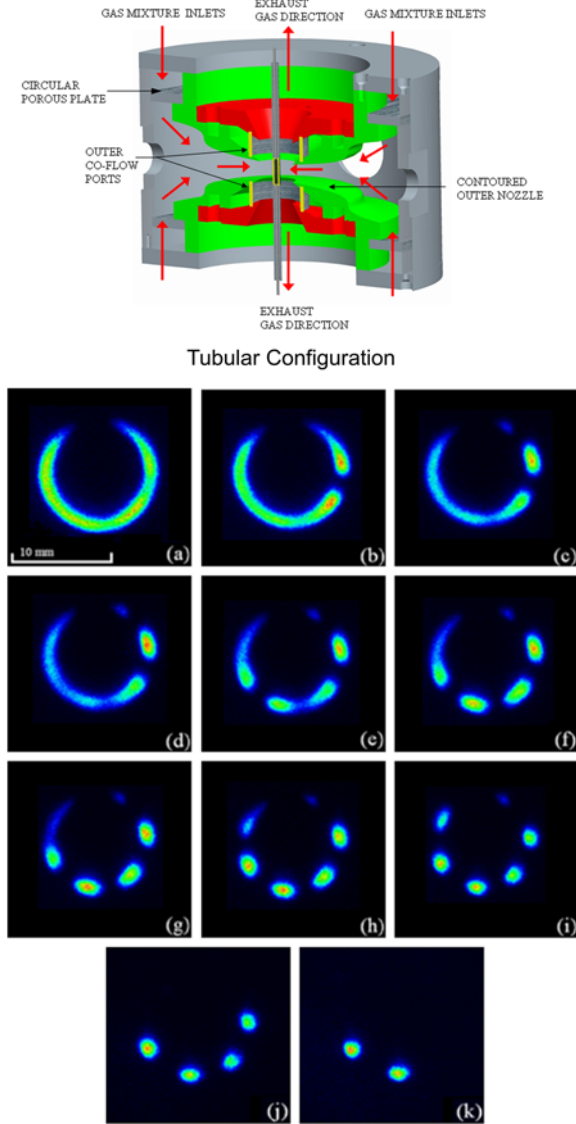 EXHAUST
GAS DIRECTION
GAS MIXTURE INLETS
GAS MIXTURE INLETS
CIRCULAR
POROUS PLATE
OUTER
CO-FLOW
PORTS
CONTOURED
OUTER NOZZLE
EXHAUST
GAS DIRECTION
Tubular Configuration
10 mm
(a)
(b)
(c)
(d)
(e)
(f)
(g)
(h)
(i)
(j)
(k)